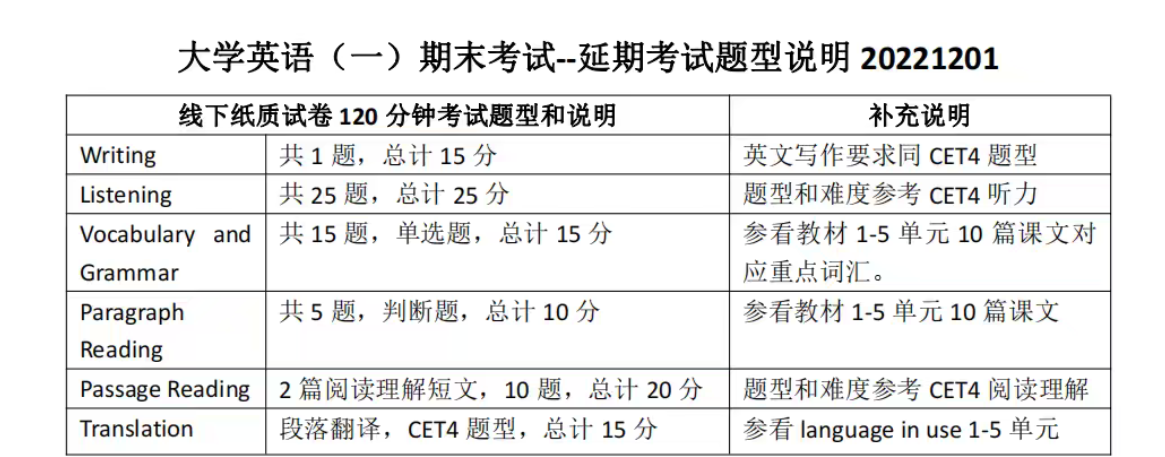 大学英语（一）期末考试--延期考试题型说明 20221201
线下纸质试卷 120 分钟考试题型和说明 补充说明
Writing 共 1 题，总计 15 分 英文写作要求同 CET4 题型
Listening 共 25 题，总计 25 分 题型和难度参考 CET4 听力
Vocabulary and 共 15 题，单选题，总计 15 分 参看教材 1-5 单元 10 篇课文对
Grammar 应重点词汇。
Paragraph 共 5 题，判断题，总计 10 分 参看教材 1-5 单元 10 篇课文
Reading
Passage Reading 2 篇阅读理解短文，10 题，总计 20 分 题型和难度参考 CET4 阅读理解
Translation 段落翻译，CET4 题型，总计 15 分 参看 language in use 1-5 单元